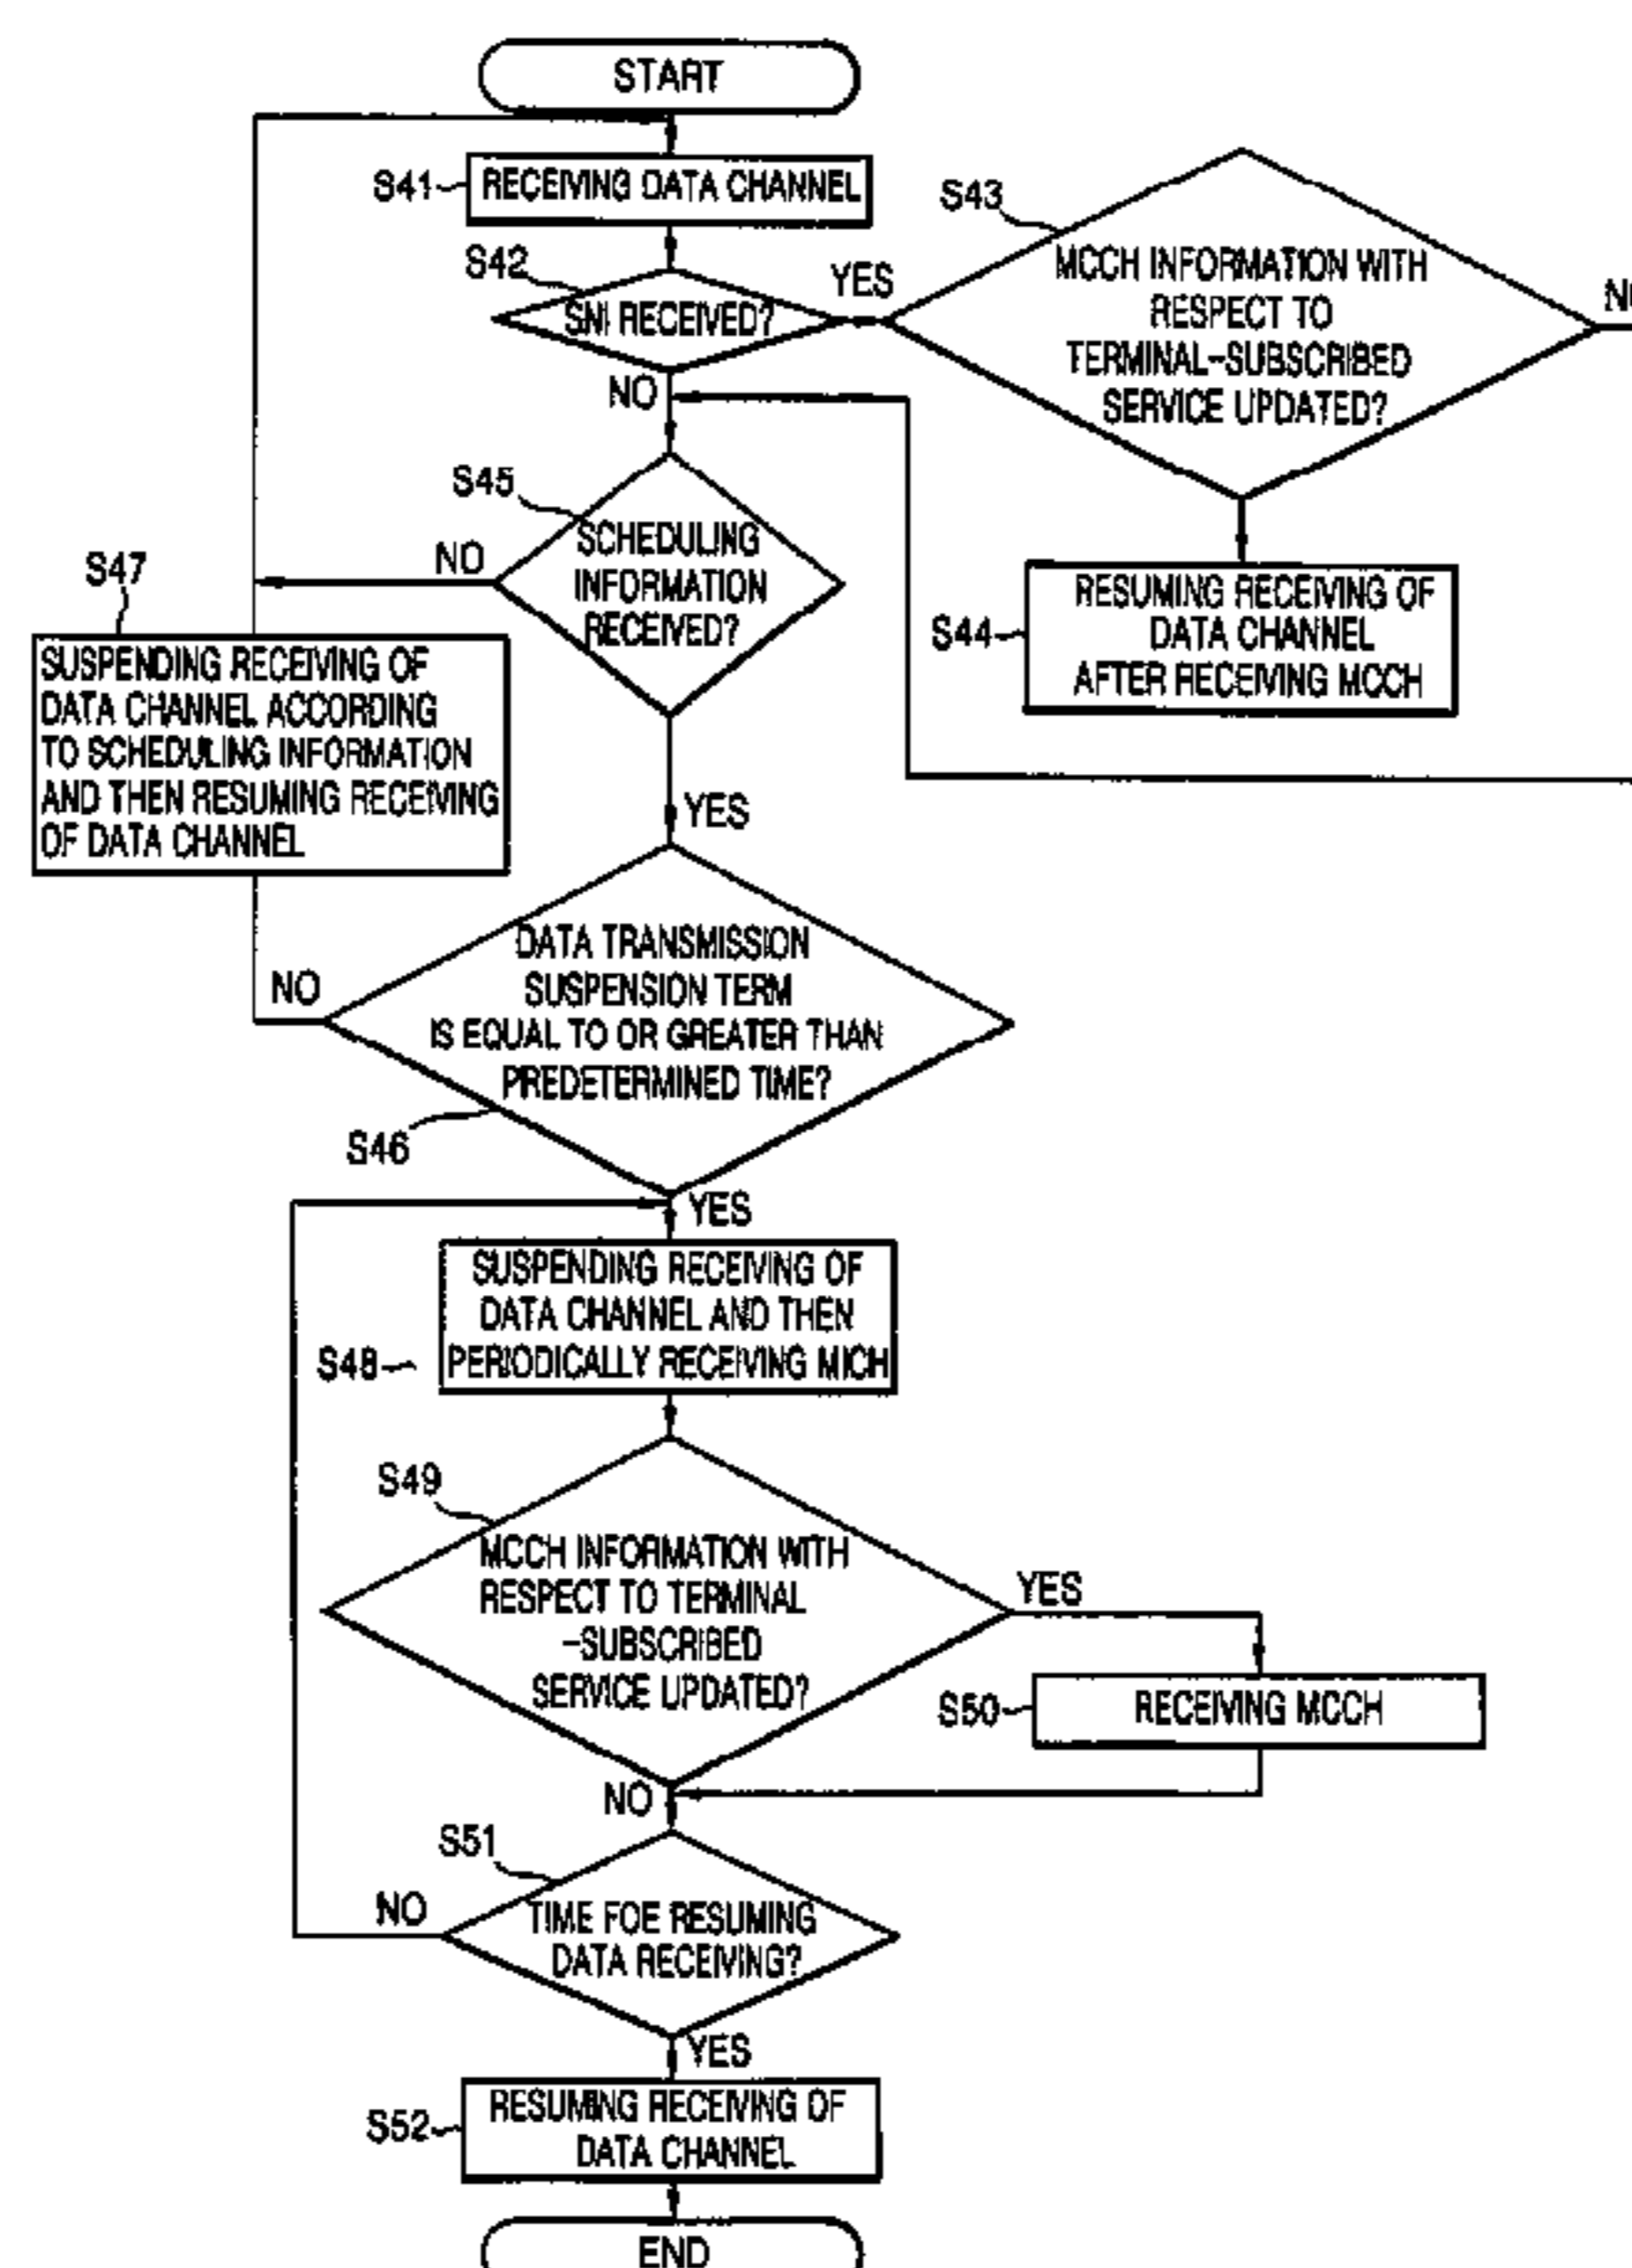 START
S41
RECEIVING DATA CHANNEL
S42
SNI RECEIVED?
YES
NO
S43
MCCH INFORMATION WITH
RESPECT TO
TERMINAL-SUBSCRIBED
SERVICE UPDATED?
S44
RESUMING RECEIVING OF
DATA CHANNEL
AFTER RECEIVING MCCH
S45
SCHEDULING
INFORMATION
RECEIVED?
NO
YES
S47
SUSPENDING RECEIVING OF
DATA CHANNEL ACCORDING
TO SCHEDULING INFORMATION
AND THEN RESUMING RECEIVING
OF DATA CHANNEL
DATA TRANSMISSION
SUSPENSION TERM
IS EQUAL TO OR GREATER THAN
PREDETERMINED TIME?
NO
S46
YES
SUSPENDING RECEIVING OF
DATA CHANNEL AND THEN
PERIODICALLY RECEIVING MICH
S48
S49
MCCH INFORMATION WITH
RESPECT TO TERMINAL
-SUBSCRIBED
SERVICE UPDATED?
YES
S50
RECEIVING MCCH
NO
S51
TIME FOE RESUMING
DATA RECEIVING?
NO
YES
S52
RESUMING RECEIVING OF
DATA CHANNEL
END